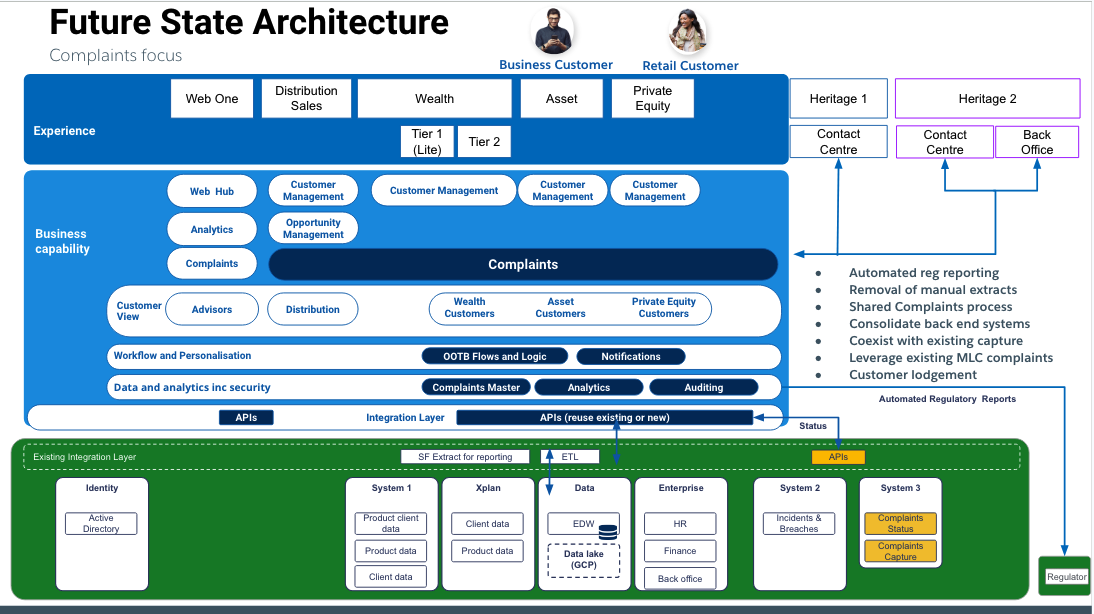 Future State Architecture
Complaints focus
Business Customer
Retail Customer
Experience
Web One
Distribution
Sales
Wealth
Asset
Private
Equity
Tier 1
(Lite)
Tier 2
Heritage 1
Heritage 2
Contact
Centre
Contact
Centre
Back
Office
Business
capability
Web Hub
Customer
Management
Customer Management
Customer
Management
Customer
Management
Analytics
Opportunity
Management
Complaints
Complaints
Customer
View
Advisors
Distribution
Wealth
Customers
Asset
Customers
Private Equity
Customers
Workflow and Personalisation
OOTB Flows and Logic
Notifications
Data and analytics inc security
Complaints Master
Analytics
Auditing
APIs
Integration Layer
APIs (reuse existing or new)
● Automated reg reporting
● Removal of manual extracts
● Shared Complaints process
● Consolidate back end systems
● Coexist with existing capture
● Leverage existing MLC complaints
● Customer lodgement
Automated Regulatory Reports
Status
Existing Integration Layer
SF Extract for reporting
ETL
APIs
Identity
Active
Directory
System 1
Product client
data
Product data
Client data
Xplan
Client data
Product data
Data
EDW
Data lake
(GCP)
Enterprise
HR
Finance
Back office
System 2
Incidents &
Breaches
System 3
Complaints
Status
Complaints
Capture
Regulator